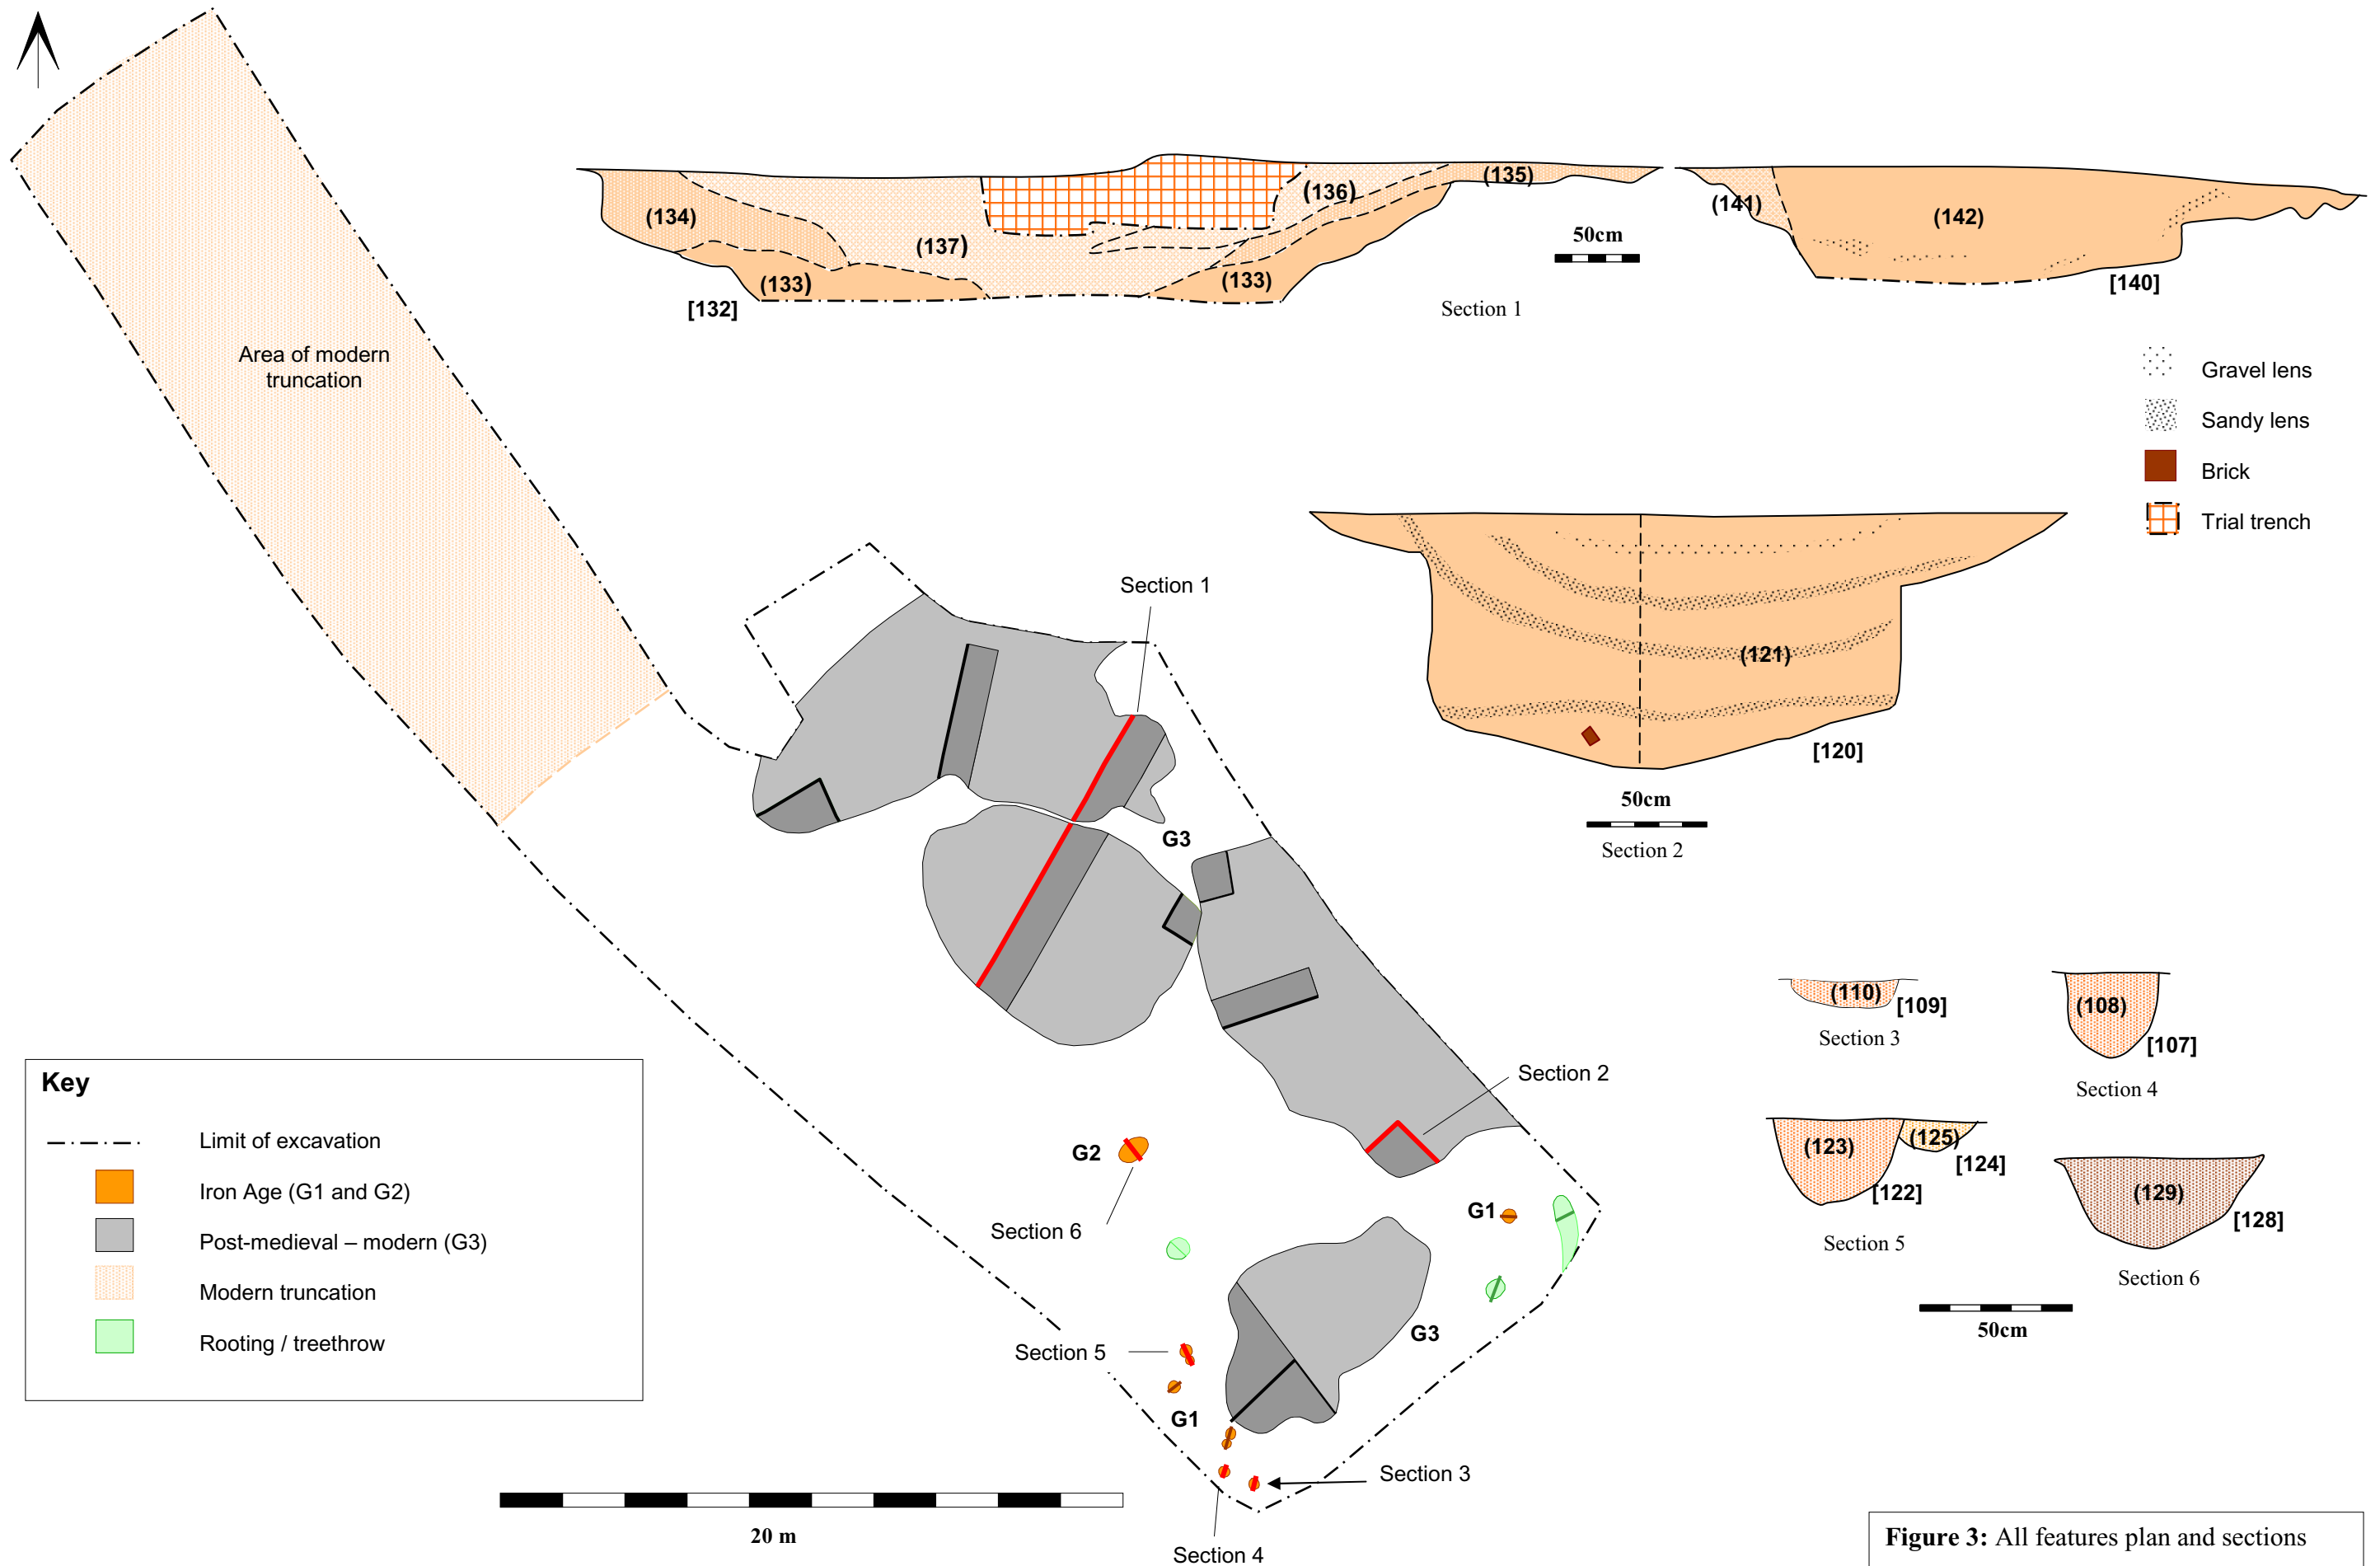 (134)
(137)
(133)
[132]
(136)
(135)
(133)
50cm
Section 1
(141)
(142)
[140]
Area of modern
truncation
Gravel lens
Sandy lens
Brick
Trial trench
(121)
[120]
50cm
Section 2
Section 1
G3
Section 2
G2
Section 6
G1
G3
Section 5
G1
Section 3
Section 4
(110)
[109]
Section 3
(108)
[107]
Section 4
(123)
(125)
[124]
[122]
Section 5
(129)
[128]
Section 6
50cm
Key
Limit of excavation
Iron Age (G1 and G2)
Post-medieval – modern (G3)
Modern truncation
Rooting / treethrow
20 m
Figure 3: All features plan and sections